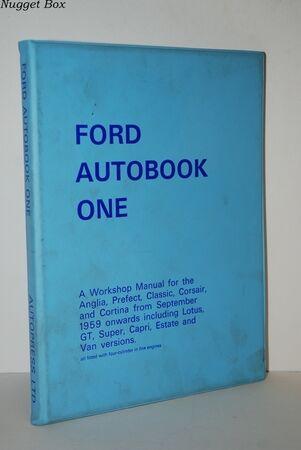 Nugget Box
FORD AUTOBOOK ONE
AUTOPRESS LTD
FORD
AUTOBOOK
ONE
A Workshop Manual for the
Anglia, Prefect, Classic, Corsair,
and Cortina from September
1959 onwards including Lotus,
GT, Super, Capri, Estate and
Van versions.
all fitted with four-cylinder in line engines